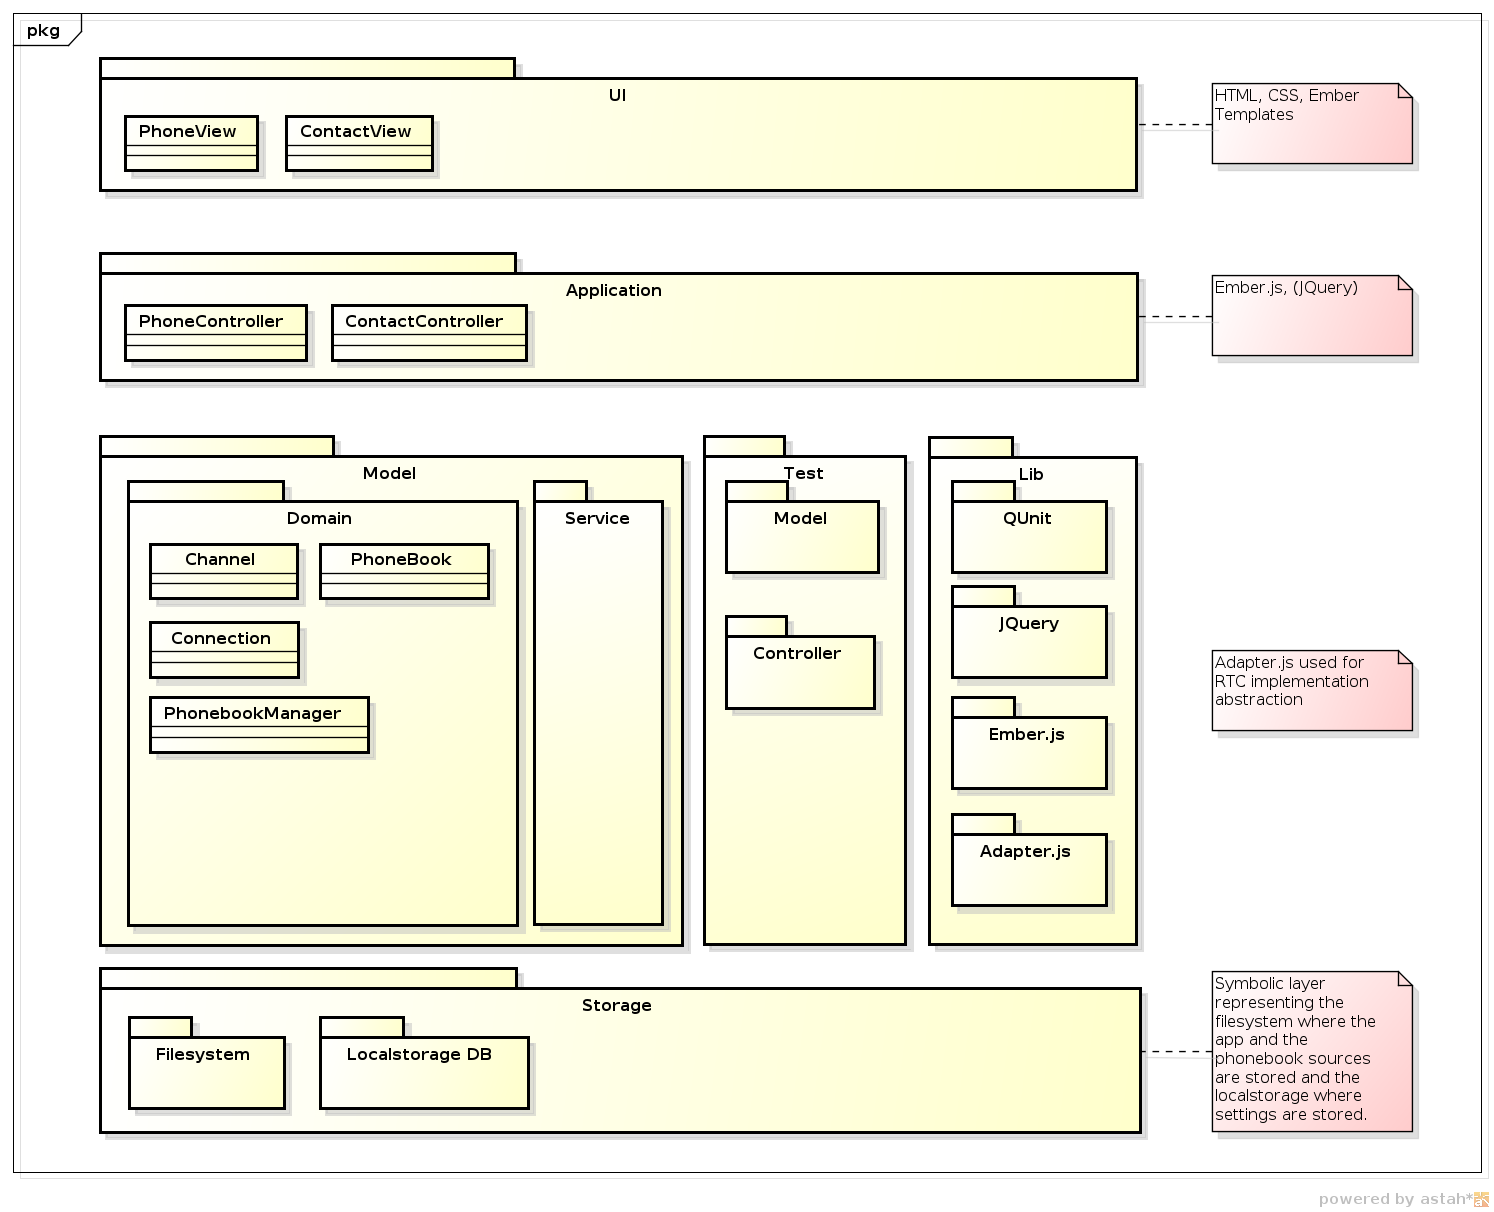 pkg
UI
PhoneView
ContactView
HTML, CSS, Ember
Templates
Application
PhoneController
ContactController
Ember.js, (JQuery)
Model
Domain
Channel
PhoneBook
Connection
PhonebookManager
Service
Test
Model
Controller
Lib
QUnit
JQuery
Ember.js
Adapter.js
Adapter.js used for
RTC implementation
abstraction
Storage
Filesystem
Localstorage DB
Symbolic layer
representing the
filesystem where the
app and the
phonebook sources
are stored and the
localstorage where
settings are stored.
powered by astah*